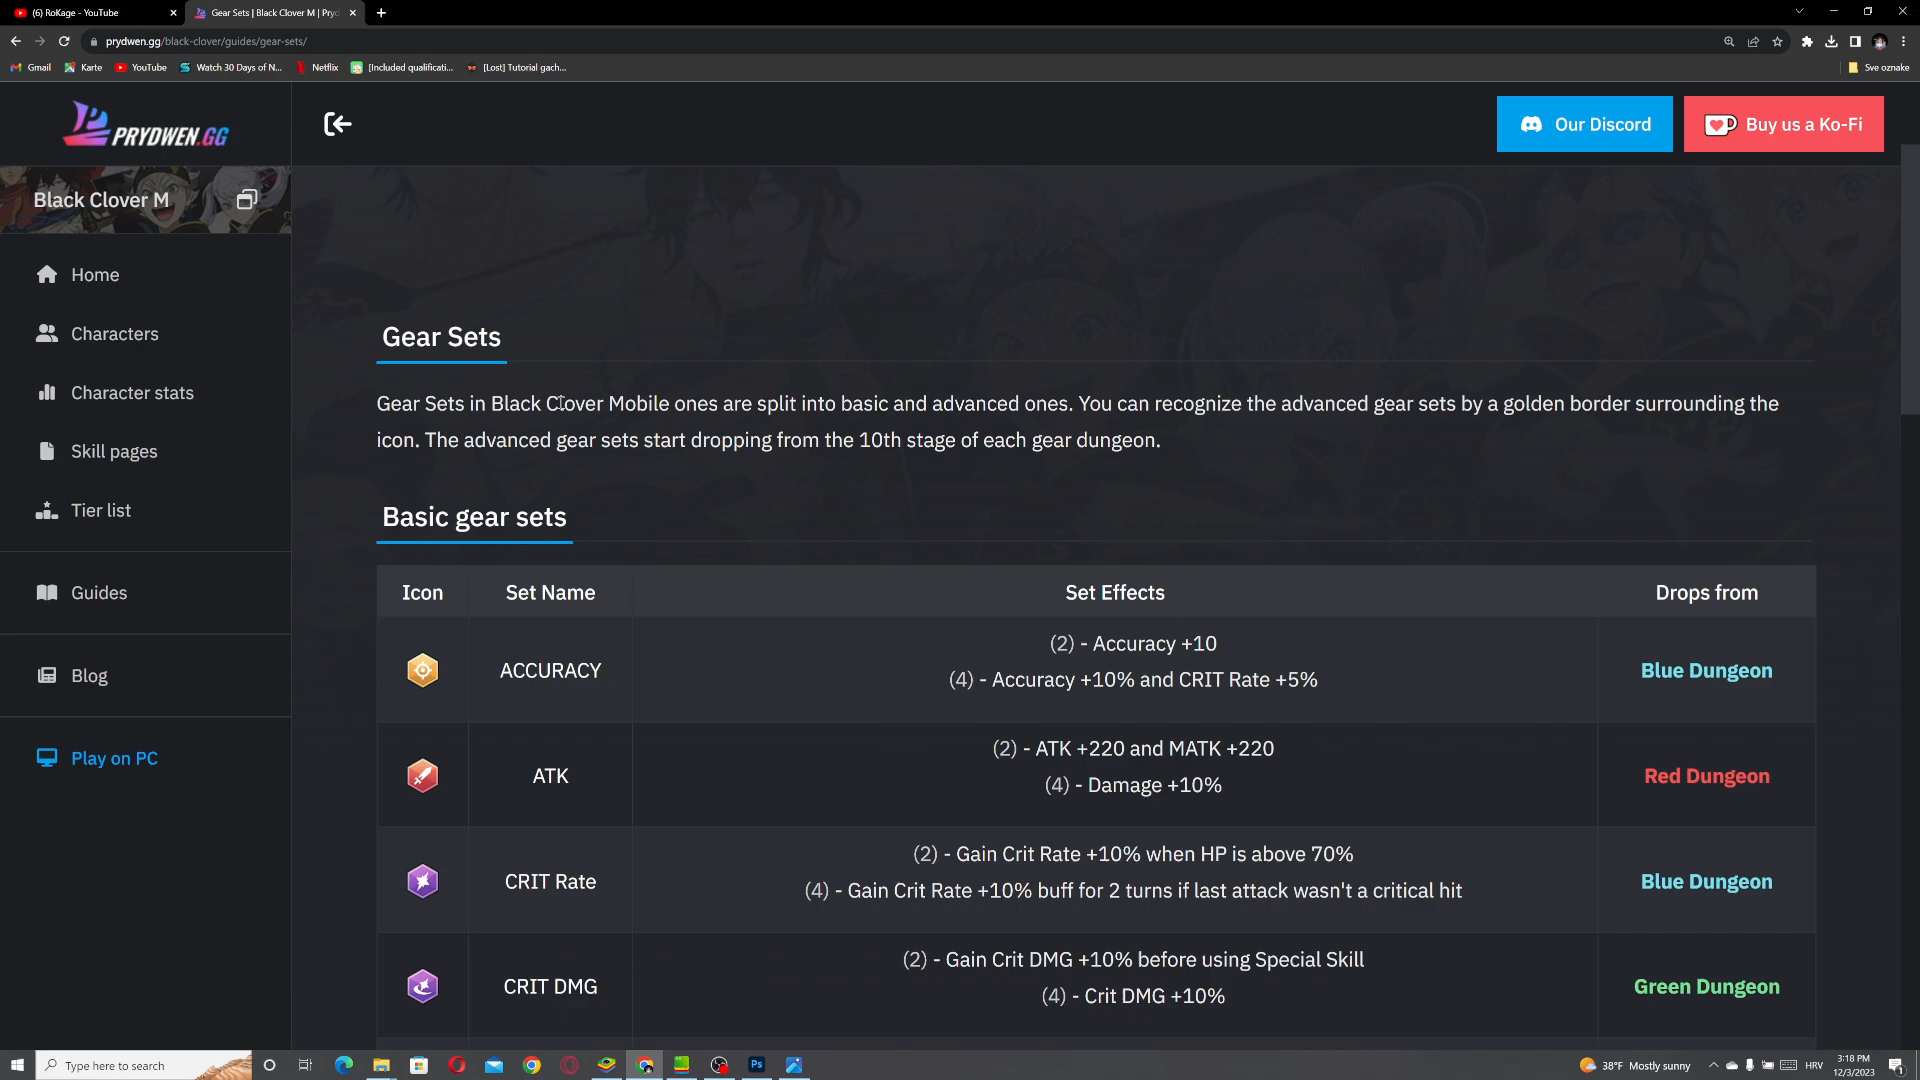 (6) RoKage - YouTube
Gear Sets | Black Clover M | Pryd
prydwen.gg/black-clover/guides/gear-sets/
Gmail
Karte
YouTube
Watch 30 Days of N...
Netflix
[Included qualificati...
[Lost] Tutorial gach...
Sve oznake
PRYDWEN.GG
Our Discord
Buy us a Ko-Fi
Black Clover M
Home
Characters
Character stats
Skill pages
Tier list
Guides
Blog
Play on PC
Gear Sets
Gear Sets in Black Clover Mobile ones are split into basic and advanced ones. You can recognize the advanced gear sets by a golden border surrounding the
icon. The advanced gear sets start dropping from the 10th stage of each gear dungeon.
Basic gear sets
Icon Set Name Set Effects Drops from
ACCURACY
(2) - Accuracy +10
(4) - Accuracy +10% and CRIT Rate +5%
Blue Dungeon
ATK
(2) - ATK +220 and MATK +220
(4) - Damage +10%
Red Dungeon
CRIT Rate
(2) - Gain Crit Rate +10% when HP is above 70%
(4) - Gain Crit Rate +10% buff for 2 turns if last attack wasn't a critical hit
Blue Dungeon
CRIT DMG
(2) - Gain Crit DMG +10% before using Special Skill
(4) - Crit DMG +10%
Green Dungeon
Type here to search
Ps
38°F Mostly sunny
HRV
3:18 PM
12/3/2023
1